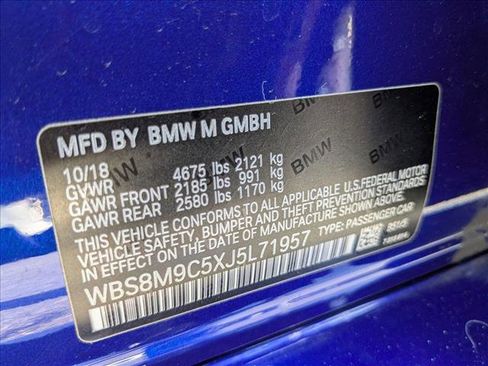 MFD BY BMW M GMBH
10/18
GVWR 4675 lbs 2121 kg
GAWR FRONT 2185 lbs 991 kg
GAWR REAR 2580 lbs 1170 kg
THIS VEHICLE CONFORMS TO ALL APPLICABLE U.S. FEDERAL MOTOR
VEHICLE SAFETY, BUMPER, AND THEFT PREVENTION STANDARDS
IN EFFECT ON THE DATE OF MANUFACTURE SHOWN ABOVE.
WBS8M9C5XJ5L71957 TYPE: PASSENGER CAR
BMW